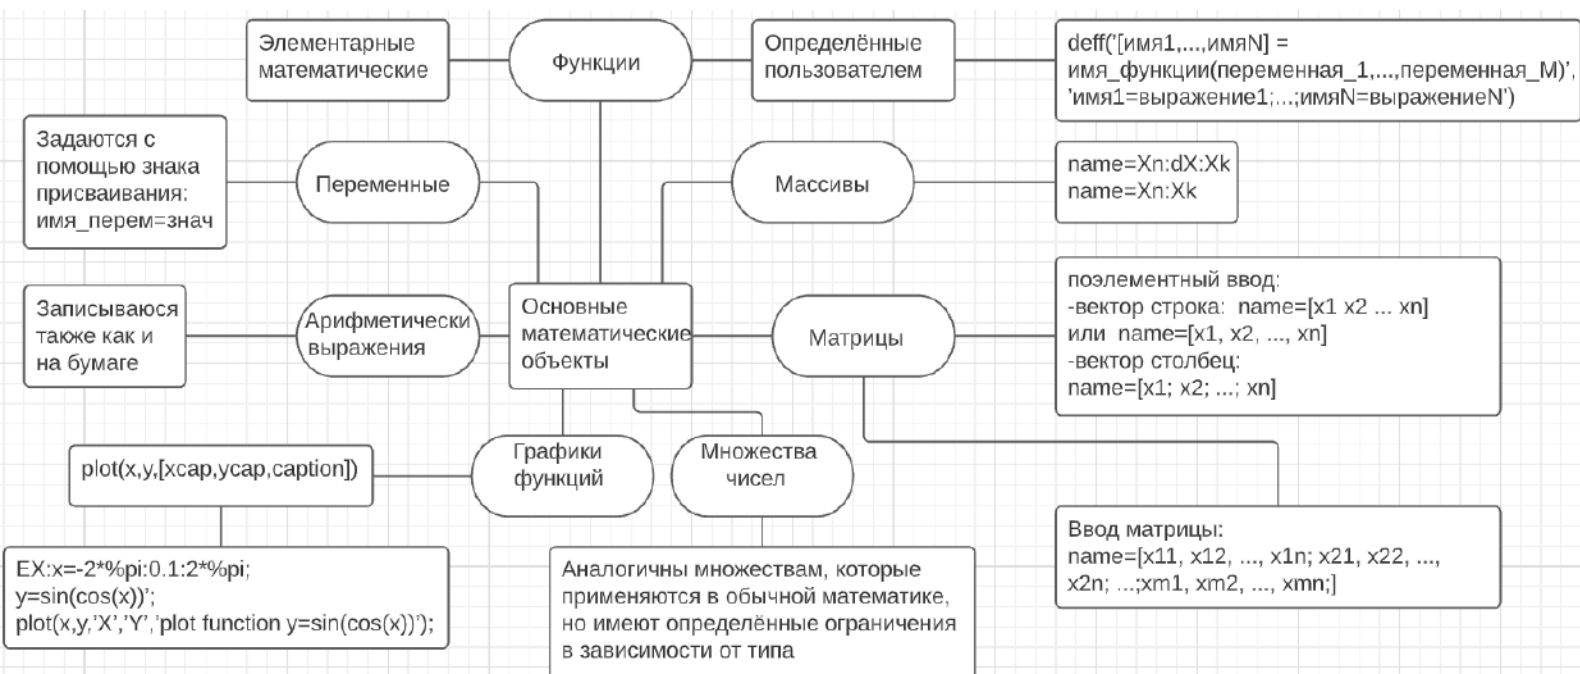 Элементарные
математические
Функции
Определённые
пользователем
deff('[имя1,...,имяN] =
имя_функции(переменная_1,...,переменная_M)',
'имя1=выражение1;...;имяN=выражениеN')
Задаются с
помощью знака
присваивания:
имя_перем=знач
Переменные
Массивы
name=Xn:dX:Xk
name=Xn:Xk
Записываюся
также как и
на бумаге
Арифметически
выражения
Основные
математические
объекты
Матрицы
поэлементный ввод:
-вектор строка: name=[x1 x2 ... xn]
или name=[x1, x2, ..., xn]
-вектор столбец:
name=[x1; x2; ...; xn]
plot(x,y,[xcap,ycap,caption])
Графики
функций
Множества
чисел
EX:x=-2*%pi:0.1:2*%pi;
y=sin(cos(x))';
plot(x,y,'X','Y','plot function y=sin(cos(x))');
Аналогичны множествам, которые
применяются в обычной математике,
но имеют определённые ограничения
в зависимости от типа
Ввод матрицы:
name=[x11, x12, ..., x1n; x21, x22, ...,
x2n; ...;xm1, xm2, ..., xmn;]